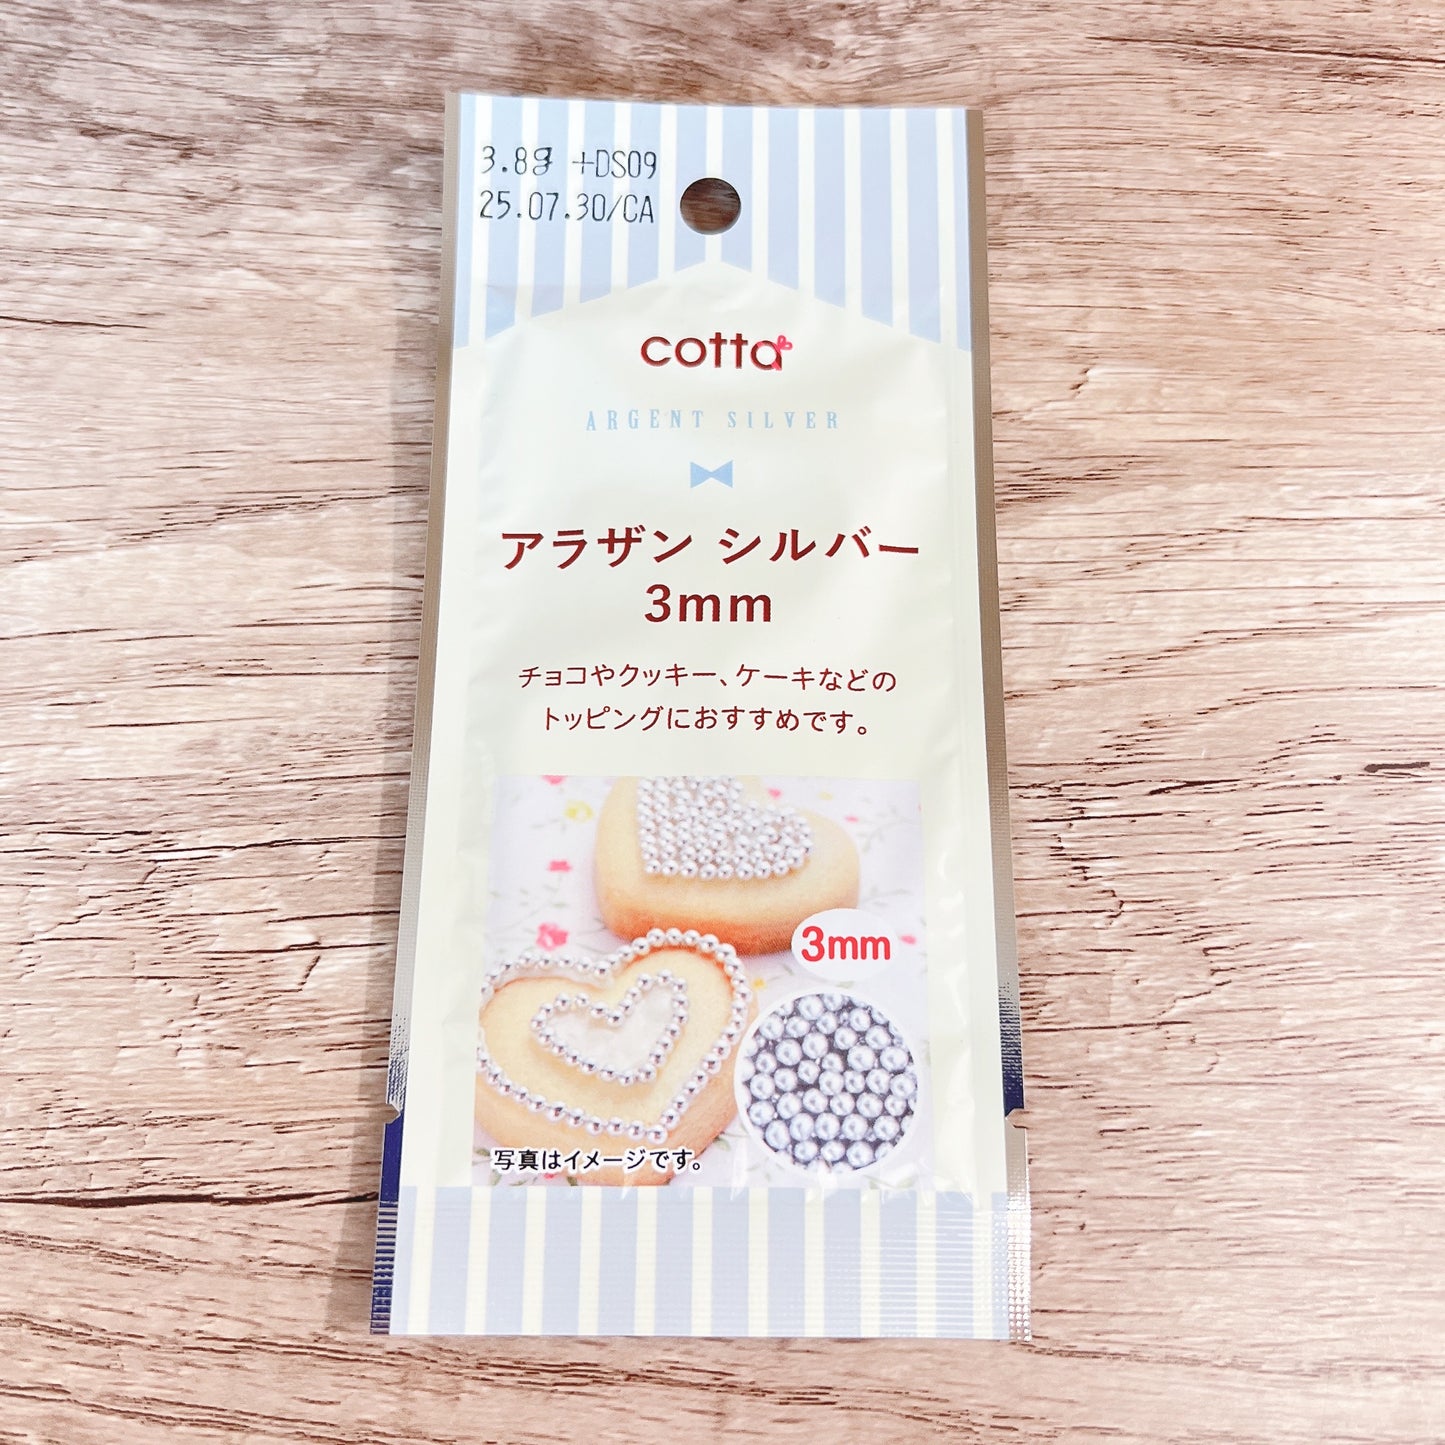 3.8g +DS09
25.07.30/CA
cotta
ARGENT SILVER
アラザン シルバー
3mm
チョコやクッキー、ケーキなどの
トッピングにおすすめです。
3mm
写真はイメージです。